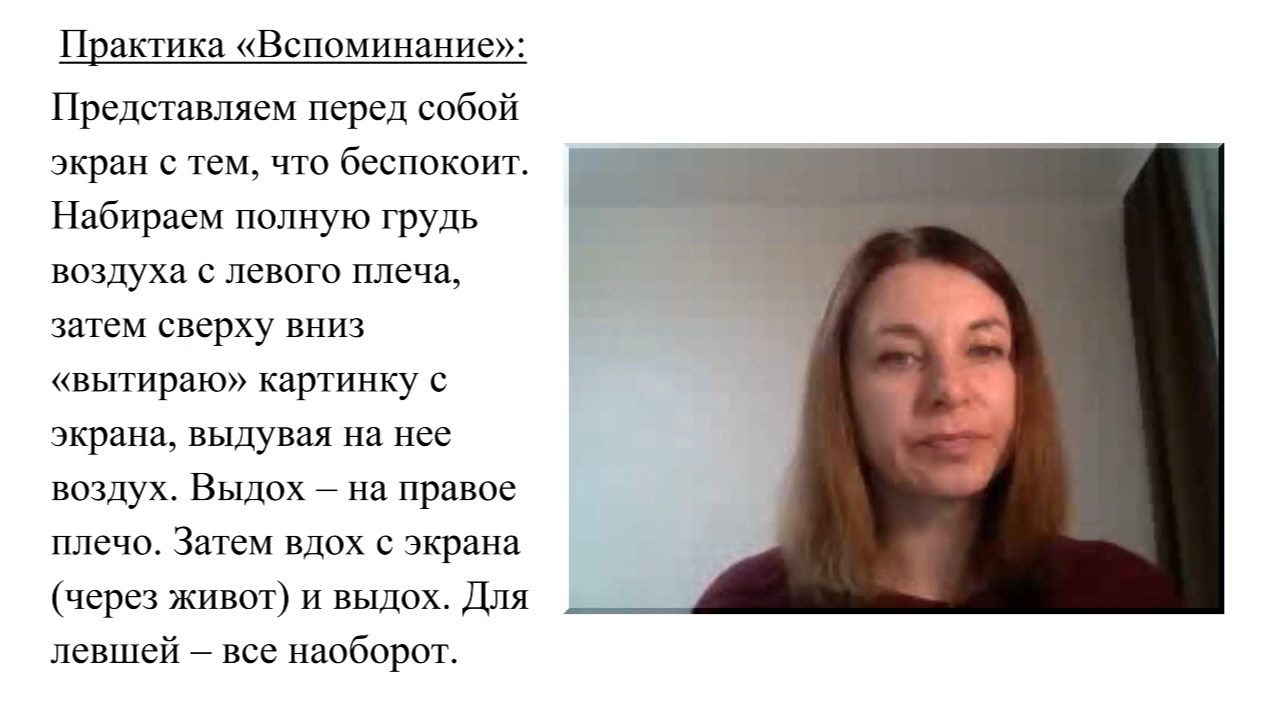 Практика «Вспоминание»:
Представляем перед собой
экран с тем, что беспокоит.
Набираем полную грудь
воздуха с левого плеча,
затем сверху вниз
«вытираю» картинку с
экрана, выдувая на нее
воздух. Выдох – на правое
плечо. Затем вдох с экрана
(через живот) и выдох. Для
левшей – все наоборот.